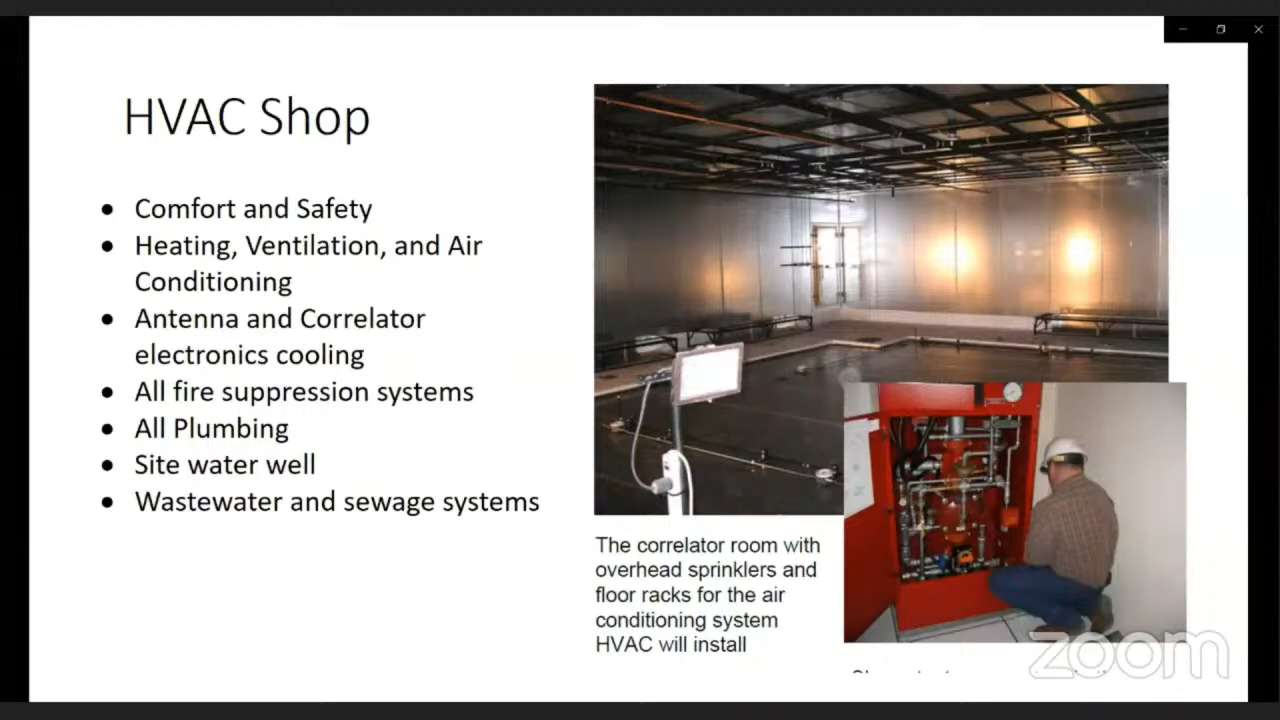 HVAC Shop
• Comfort and Safety
• Heating, Ventilation, and Air
Conditioning
• Antenna and Correlator
electronics cooling
• All fire suppression systems
• All Plumbing
• Site water well
• Wastewater and sewage systems
The correlator room with
overhead sprinklers and
floor racks for the air
conditioning system
HVAC will install
zoom